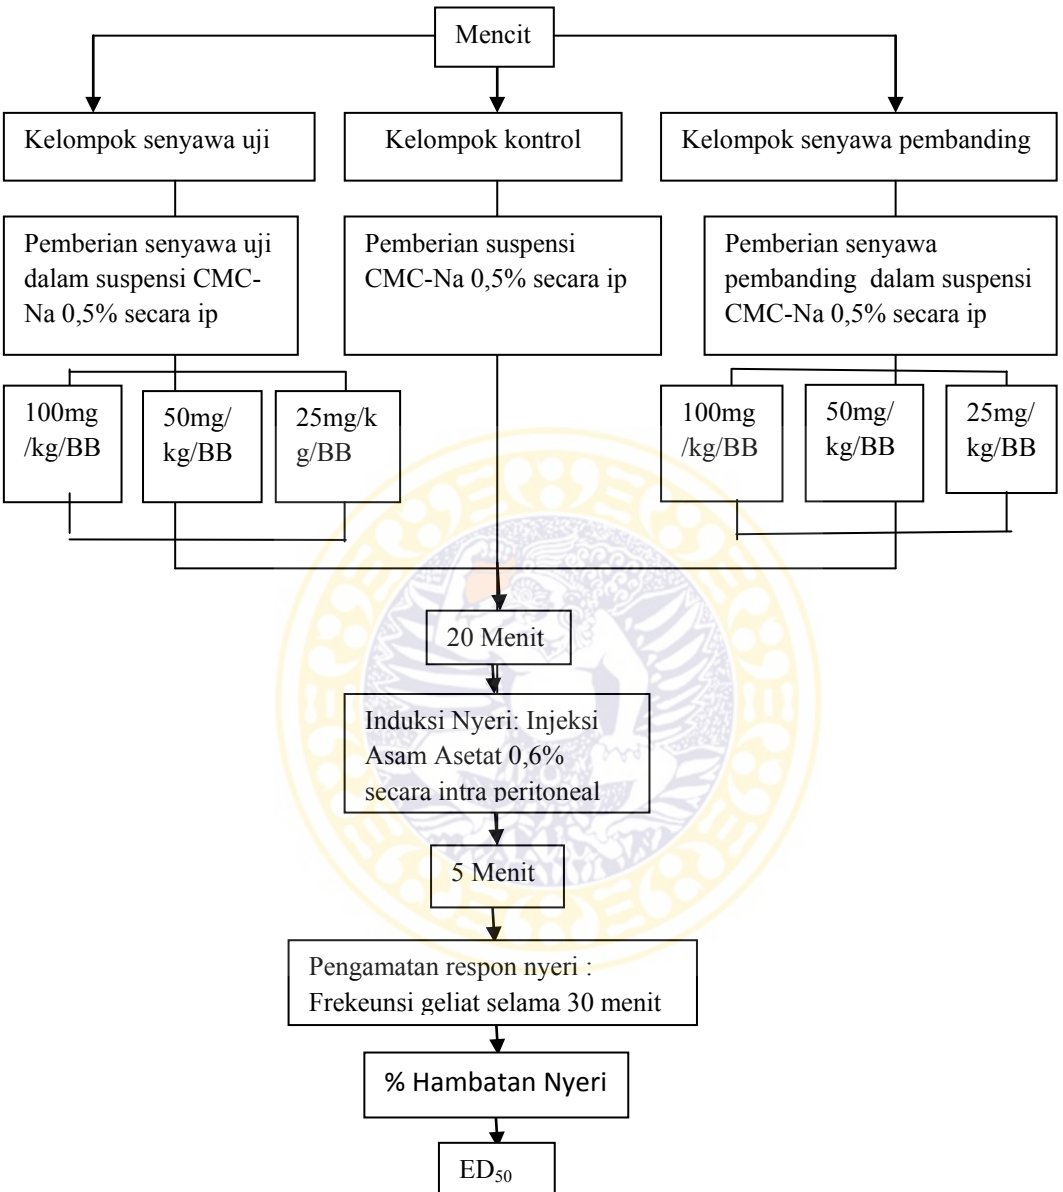 Mencit
Kelompok senyawa uji
Kelompok kontrol
Kelompok senyawa pembanding
Pemberian senyawa uji
dalam suspensi CMC-
Na 0,5% secara ip
Pemberian suspensi
CMC-Na 0,5% secara ip
Pemberian senyawa
pembanding dalam suspensi
CMC-Na 0,5% secara ip
100mg
/kg/BB
50mg/
kg/BB
25mg/k
g/BB
100mg
/kg/BB
50mg/
kg/BB
25mg/
kg/BB
20 Menit
Induksi Nyeri: Injeksi
Asam Asetat 0,6%
secara intra peritoneal
5 Menit
Pengamatan respon nyeri :
Frekeunsi geliat selama 30 menit
% Hambatan Nyeri
ED₅₀